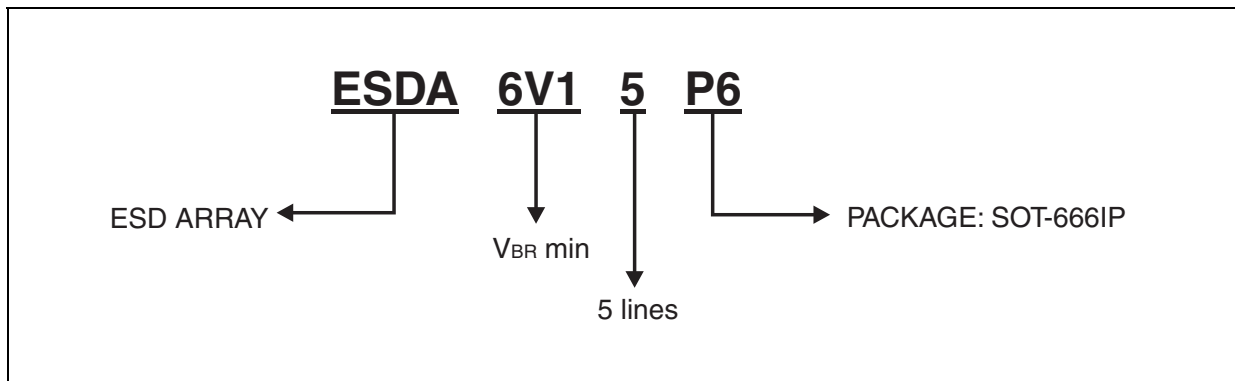 ESDA 6V1 5 P6
ESD ARRAY
PACKAGE: SOT-666IP
VBR min
5 lines